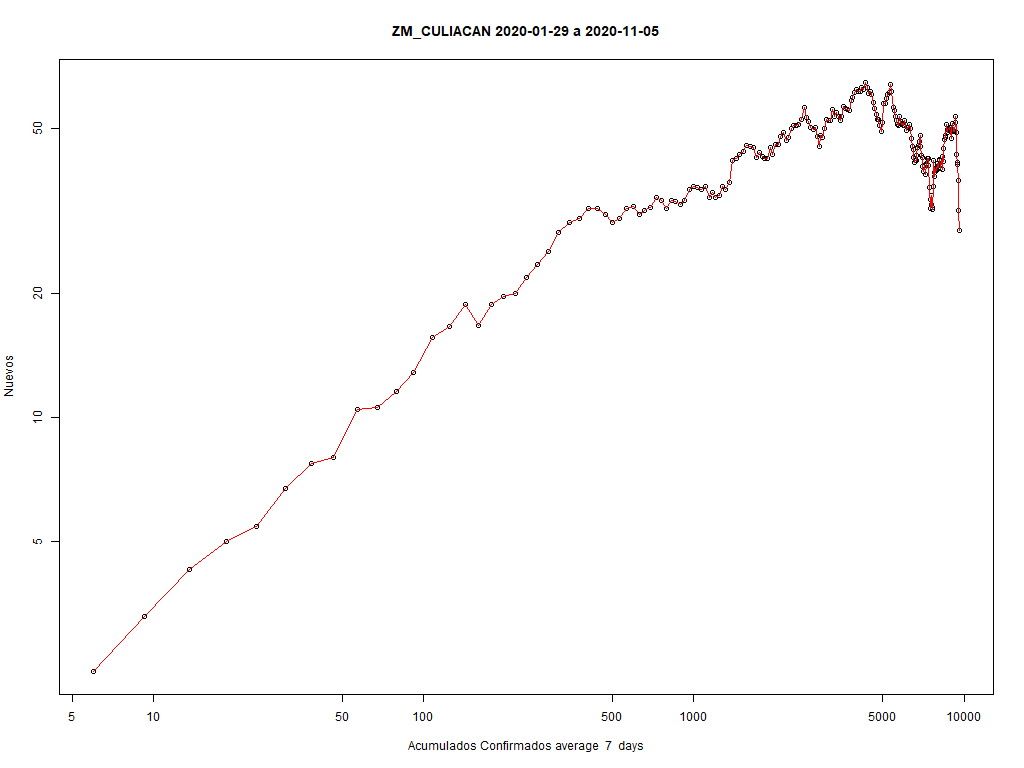 ZM_CULIACAN 2020-01-29 a 2020-11-05
Nuevos
50
20
10
5
5 10 50 100 500 1000 5000 10000
Acumulados Confirmados average 7 days